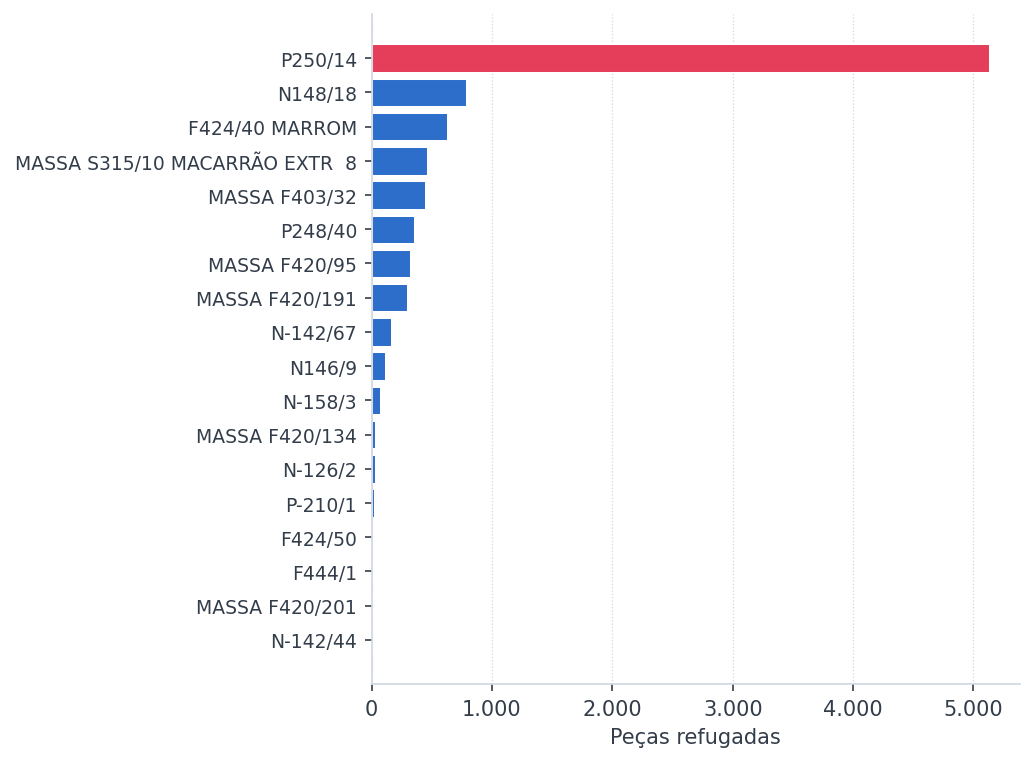 P250/14
N148/18
F424/40 MARROM
MASSA S315/10 MACARRÃO EXTR  8
MASSA F403/32
P248/40
MASSA F420/95
MASSA F420/191
N-142/67
N146/9
N-158/3
MASSA F420/134
N-126/2
P-210/1
F424/50
F444/1
MASSA F420/201
N-142/44
0 1.000 2.000 3.000 4.000 5.000
Peças refugadas